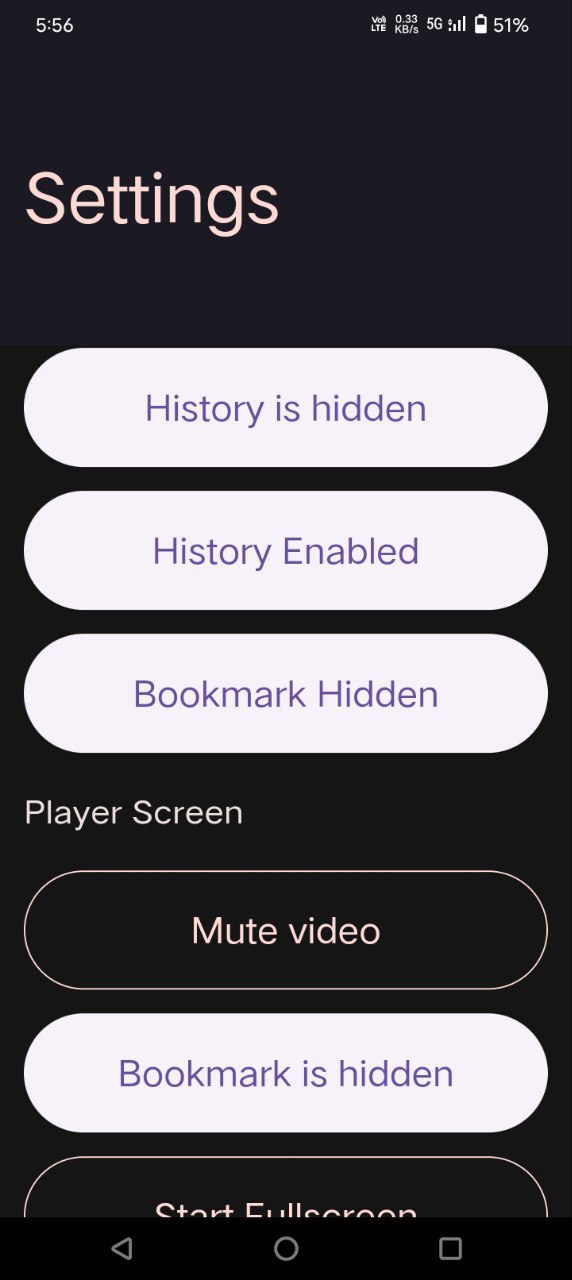 5:56
Vo) LTE 0.33 KB/s 5G 51%
Settings
History is hidden
History Enabled
Bookmark Hidden
Player Screen
Mute video
Bookmark is hidden
Start Fullscreen